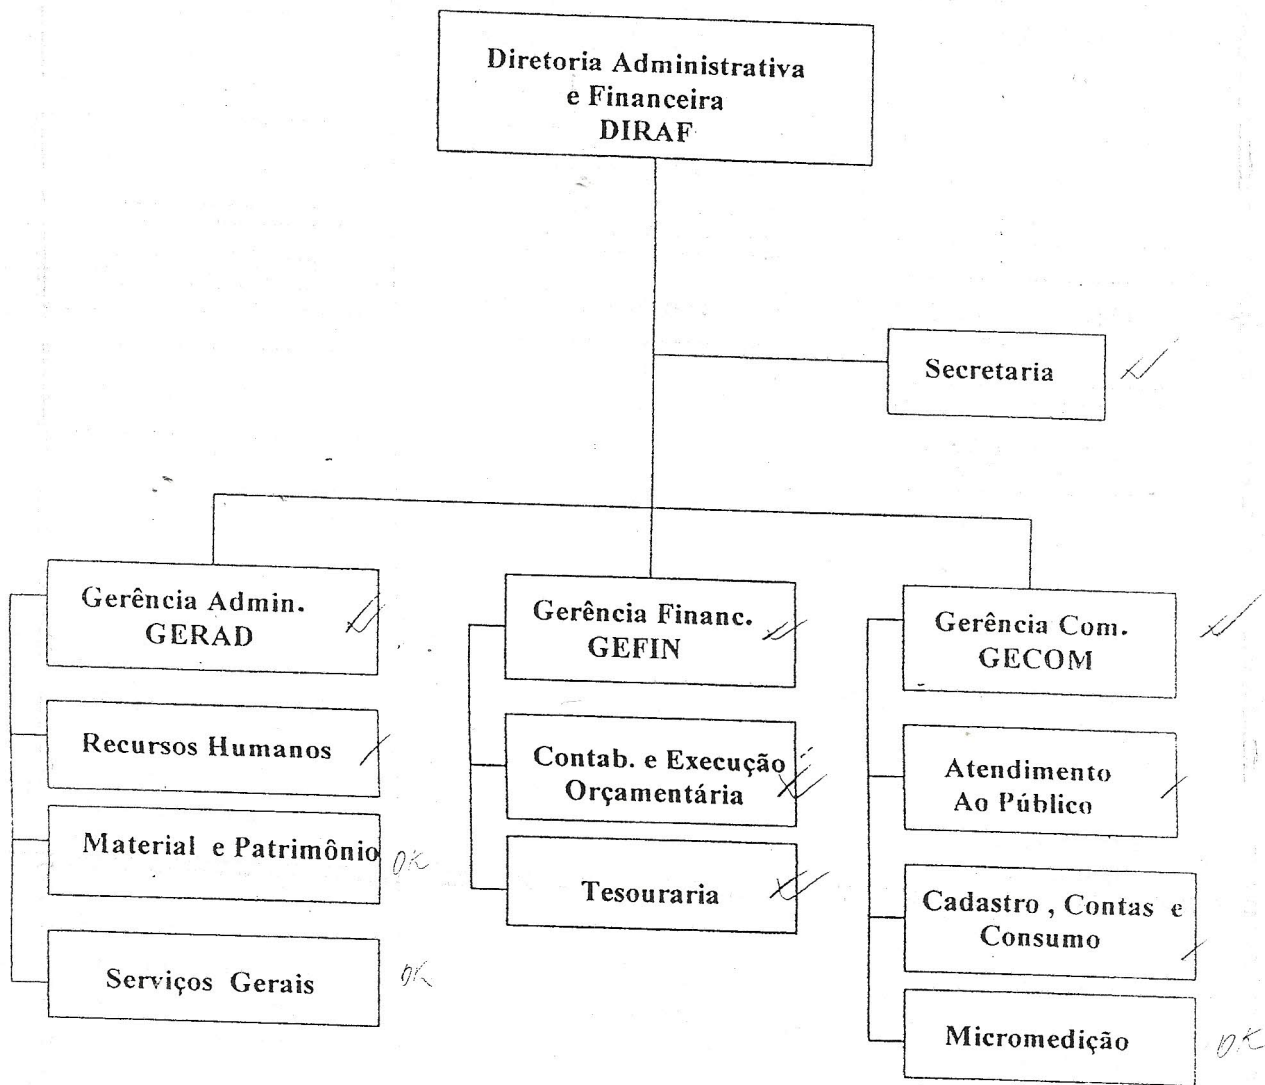 Diretoria Administrativa
e Financeira
DIRAF
Secretaria
Gerência Admin.
GERAD
Recursos Humanos
Material e Patrimônio
OK
Serviços Gerais
OK
Gerência Financ.
GEFIN
Contab. e Execução
Orçamentária
Tesouraria
Gerência Com.
GECOM
Atendimento
Ao Público
Cadastro , Contas e
Consumo
Micromedição
OK